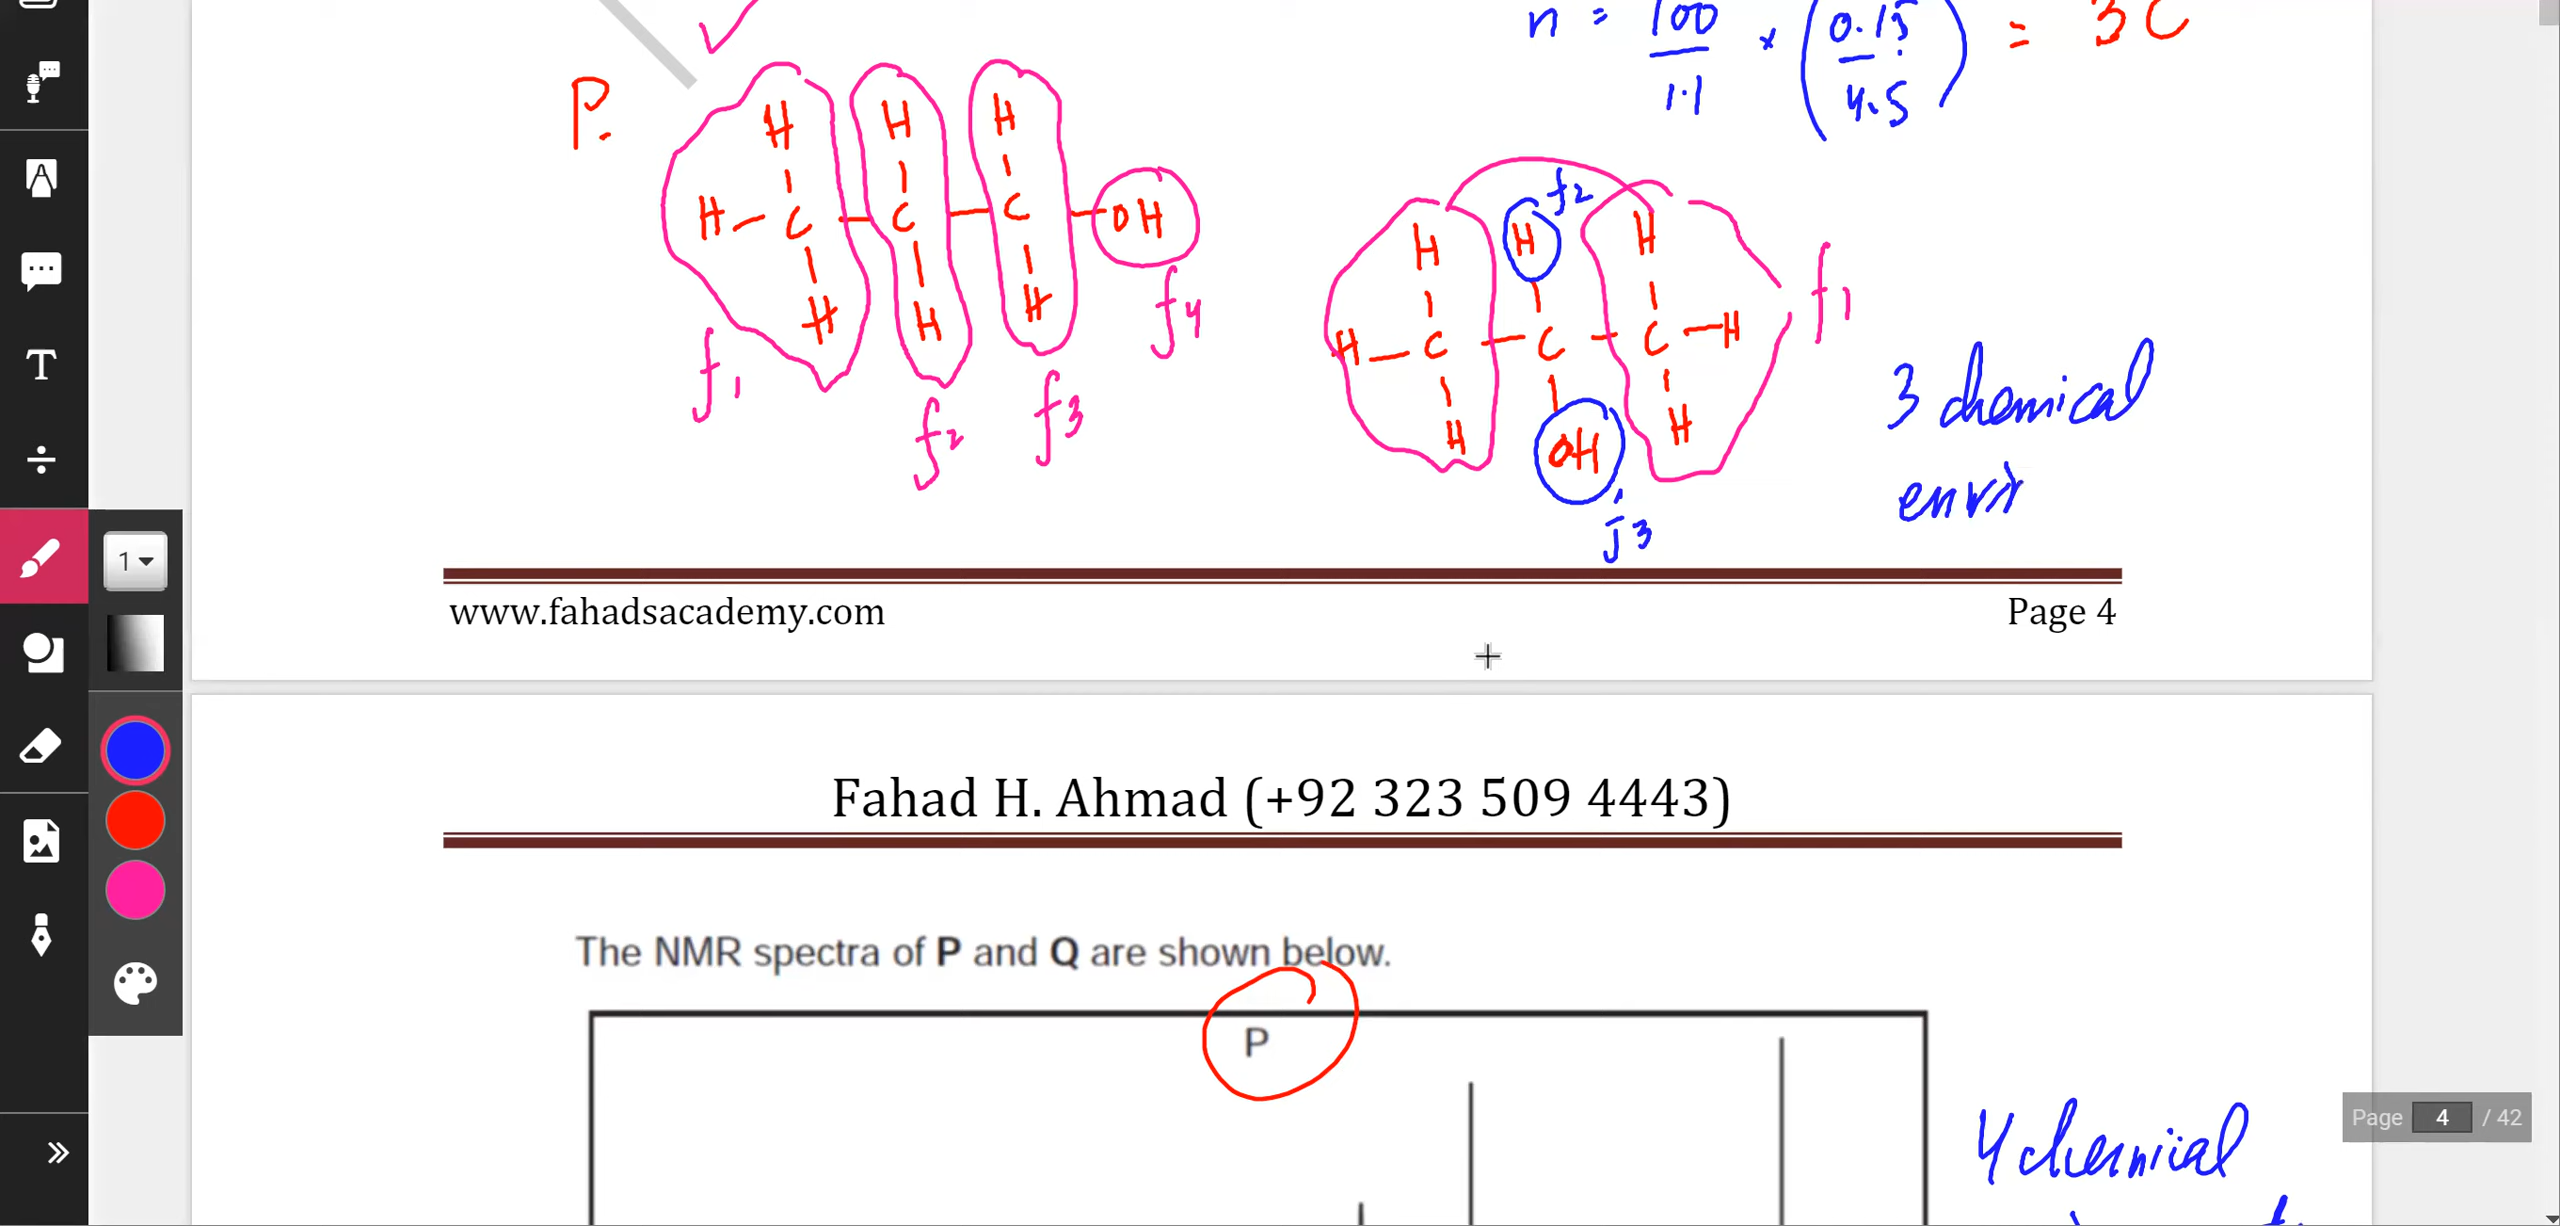 n = 100/1.1 × (0.15/4.5) = 3C
P.
H H H
H – C – C – C – OH
H H H
f1 f2 f3 f4
H H f2 H
H – C – C – C – H f1
H OH H
3 chemical
envir
www.fahadsacademy.com Page 4
Fahad H. Ahmad (+92 323 509 4443)
The NMR spectra of P and Q are shown below.
P
4 chemical
1
T
Page 4 / 42